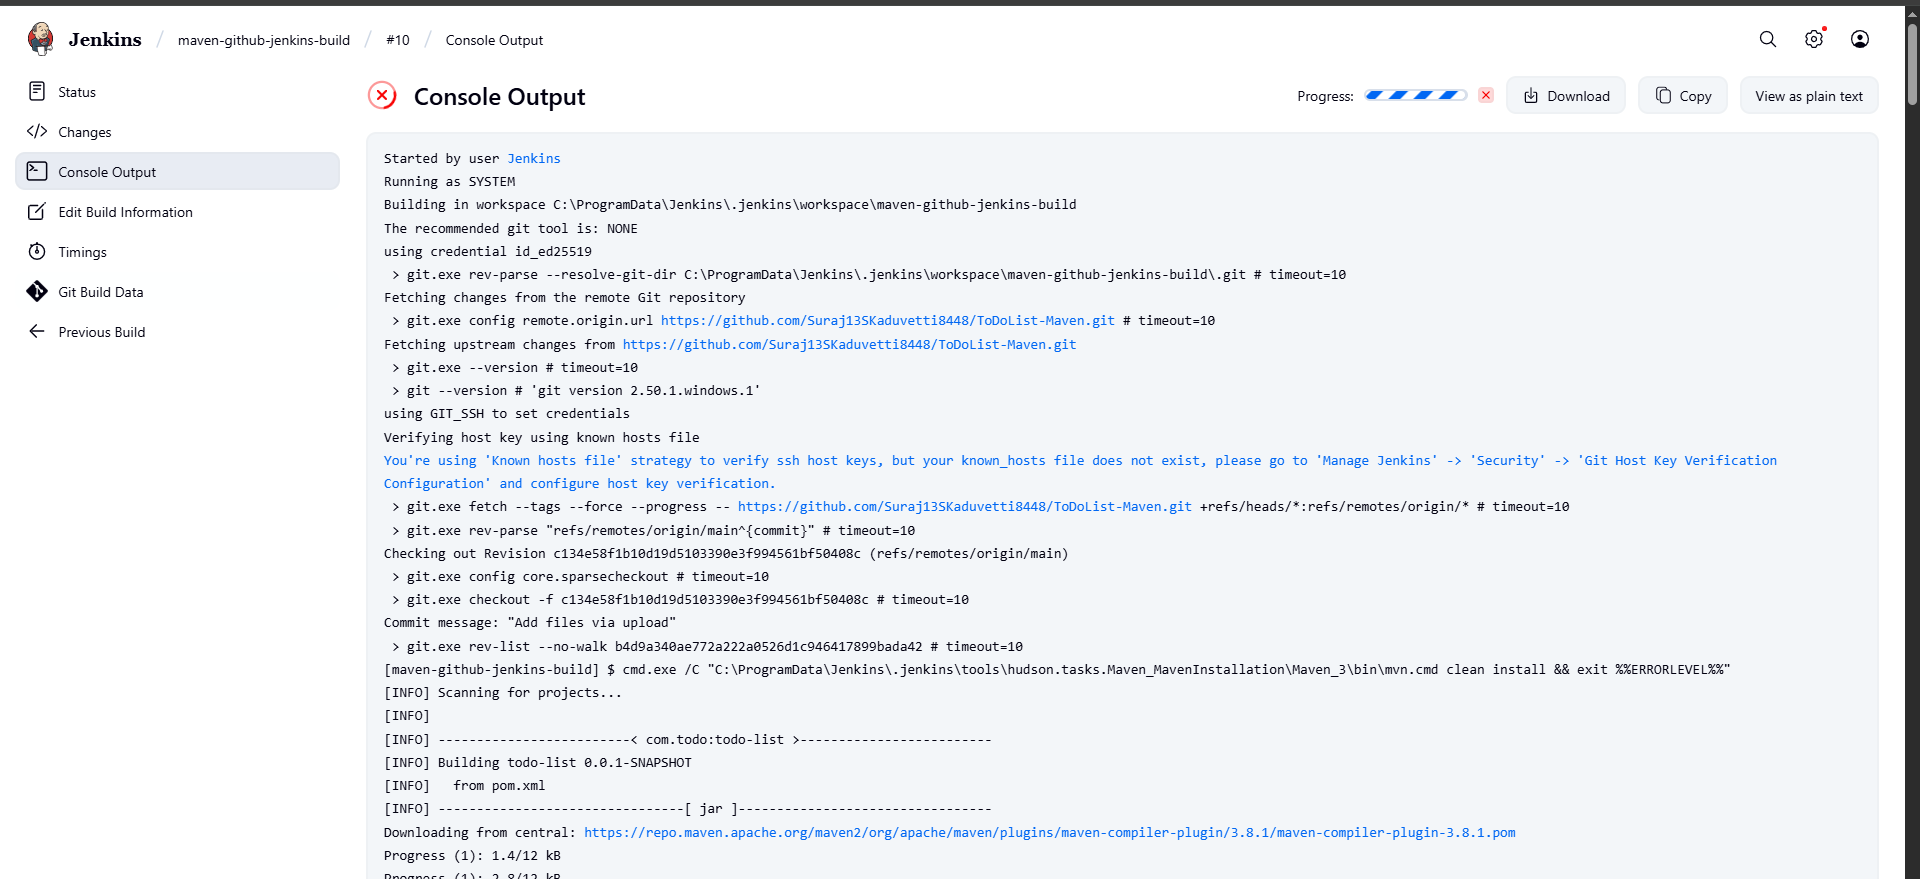 Jenkins / maven-github-jenkins-build / #10 / Console Output
Status
Changes
Console Output
Edit Build Information
Timings
Git Build Data
Previous Build
Console Output
Progress:
Download
Copy
View as plain text
Started by user Jenkins
Running as SYSTEM
Building in workspace C:\ProgramData\Jenkins\.jenkins\workspace\maven-github-jenkins-build
The recommended git tool is: NONE
using credential id_ed25519
 > git.exe rev-parse --resolve-git-dir C:\ProgramData\Jenkins\.jenkins\workspace\maven-github-jenkins-build\.git # timeout=10
Fetching changes from the remote Git repository
 > git.exe config remote.origin.url https://github.com/Suraj13SKaduvetti8448/ToDoList-Maven.git # timeout=10
Fetching upstream changes from https://github.com/Suraj13SKaduvetti8448/ToDoList-Maven.git
 > git.exe --version # timeout=10
 > git --version # 'git version 2.50.1.windows.1'
using GIT_SSH to set credentials
Verifying host key using known hosts file
You're using 'Known hosts file' strategy to verify ssh host keys, but your known_hosts file does not exist, please go to 'Manage Jenkins' -> 'Security' -> 'Git Host Key Verification
Configuration' and configure host key verification.
 > git.exe fetch --tags --force --progress -- https://github.com/Suraj13SKaduvetti8448/ToDoList-Maven.git +refs/heads/*:refs/remotes/origin/* # timeout=10
 > git.exe rev-parse "refs/remotes/origin/main^{commit}" # timeout=10
Checking out Revision c134e58f1b10d19d5103390e3f994561bf50408c (refs/remotes/origin/main)
 > git.exe config core.sparsecheckout # timeout=10
 > git.exe checkout -f c134e58f1b10d19d5103390e3f994561bf50408c # timeout=10
Commit message: "Add files via upload"
 > git.exe rev-list --no-walk b4d9a340ae772a222a0526d1c946417899bada42 # timeout=10
[maven-github-jenkins-build] $ cmd.exe /C "C:\ProgramData\Jenkins\.jenkins\tools\hudson.tasks.Maven_MavenInstallation\Maven_3\bin\mvn.cmd clean install && exit %%ERRORLEVEL%%"
[INFO] Scanning for projects...
[INFO]
[INFO] -------------------------< com.todo:todo-list >-------------------------
[INFO] Building todo-list 0.0.1-SNAPSHOT
[INFO]   from pom.xml
[INFO] --------------------------------[ jar ]---------------------------------
Downloading from central: https://repo.maven.apache.org/maven2/org/apache/maven/plugins/maven-compiler-plugin/3.8.1/maven-compiler-plugin-3.8.1.pom
Progress (1): 1.4/12 kB
Progress (1): 2.8/12 kB